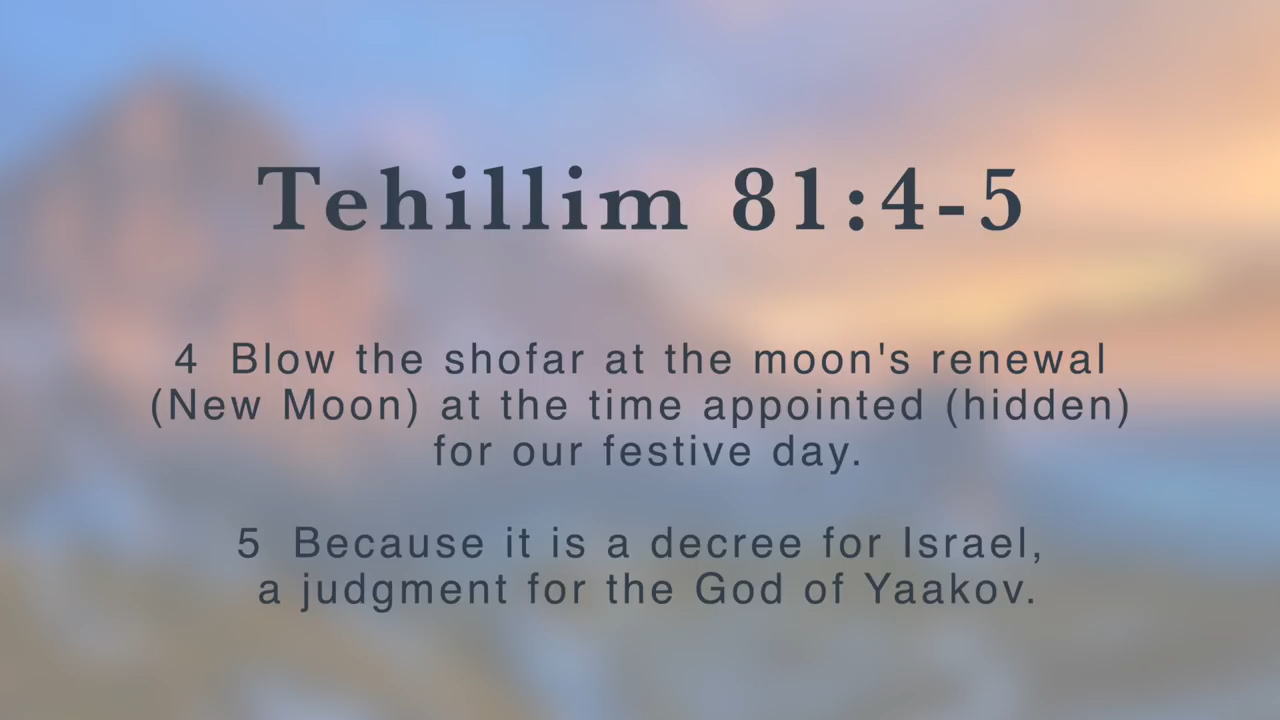 Tehillim 81:4-5
4 Blow the shofar at the moon's renewal
(New Moon) at the time appointed (hidden)
for our festive day.
5 Because it is a decree for Israel,
a judgment for the God of Yaakov.